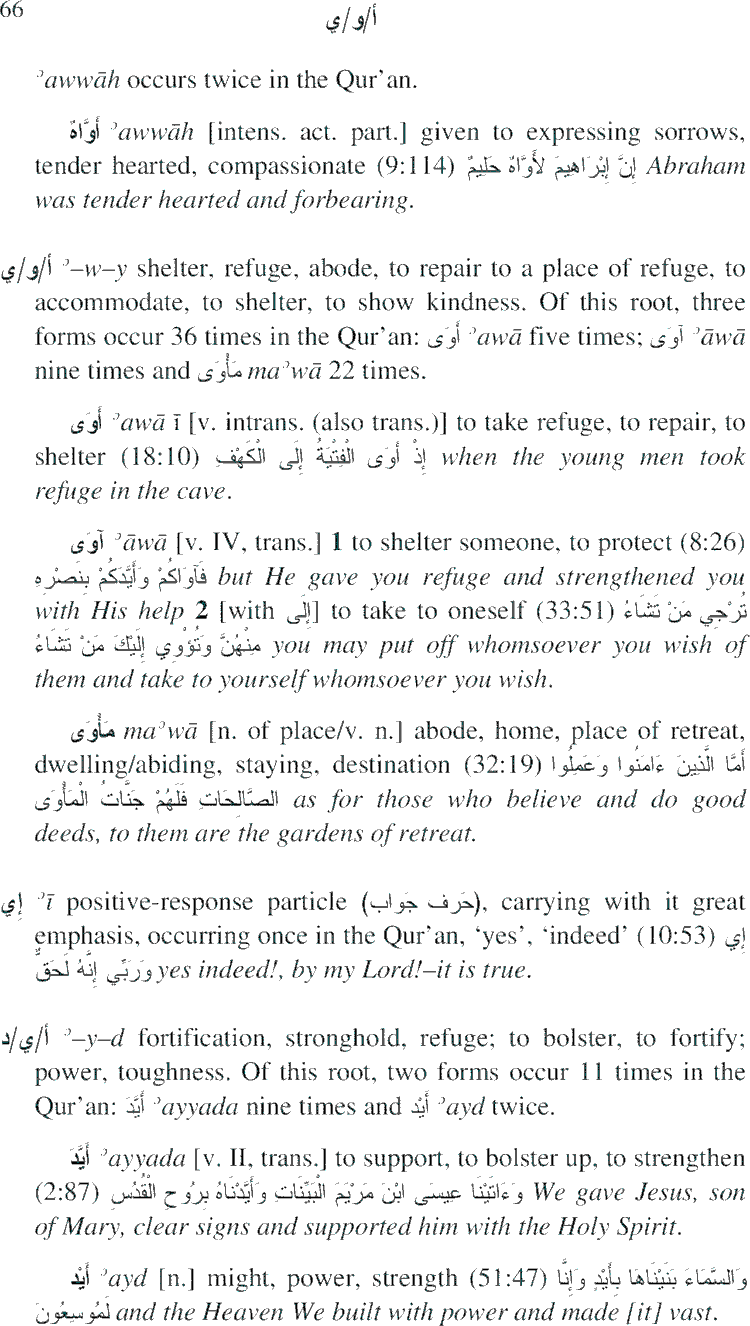 66
أ/و/ي
ʾawwāh occurs twice in the Qur'an.
أَوَّاهٌ ʾawwāh [intens. act. part.] given to expressing sorrows,
tender hearted, compassionate (9:114) إِنَّ إِبْرَاهِيمَ لأَوَّاهٌ حَلِيمٌ Abraham
was tender hearted and forbearing.
أ/و/ي ʾ–w–y shelter, refuge, abode, to repair to a place of refuge, to
accommodate, to shelter, to show kindness. Of this root, three
forms occur 36 times in the Qur'an: أَوَى ʾawā five times; آوَى ʾāwā
nine times and مَأْوَى maʾwā 22 times.
أَوَى ʾawā ī [v. intrans. (also trans.)] to take refuge, to repair, to
shelter (18:10) إِذْ أَوَى الْفِتْيَةُ إِلَى الْكَهْفِ when the young men took
refuge in the cave.
آوَى ʾāwā [v. IV, trans.] 1 to shelter someone, to protect (8:26)
فَآوَاكُمْ وَأَيَّدَكُمْ بِنَصْرِهِ but He gave you refuge and strengthened you
with His help 2 [with إِلَى] to take to oneself (33:51) تُرْجِي مَنْ تَشَاءُ
مِنْهُنَّ وَتُؤْوِي إِلَيْكَ مَنْ تَشَاءُ you may put off whomsoever you wish of
them and take to yourself whomsoever you wish.
مَأْوَى maʾwā [n. of place/v. n.] abode, home, place of retreat,
dwelling/abiding, staying, destination (32:19) أَمَّا الَّذِينَ ءَامَنُوا وَعَمِلُوا
الصَّالِحَاتِ فَلَهُمْ جَنَّاتُ الْمَأْوَى as for those who believe and do good
deeds, to them are the gardens of retreat.
إِي ʾī positive-response particle (حَرف جَواب), carrying with it great
emphasis, occurring once in the Qur'an, 'yes', 'indeed' (10:53) إِي
وَرَبِّي إِنَّهُ لَحَقٌّ yes indeed!, by my Lord!–it is true.
أ/ي/د ʾ–y–d fortification, stronghold, refuge; to bolster, to fortify;
power, toughness. Of this root, two forms occur 11 times in the
Qur'an: أَيَّدَ ʾayyada nine times and أَيْد ʾayd twice.
أَيَّدَ ʾayyada [v. II, trans.] to support, to bolster up, to strengthen
(2:87) وَءَاتَيْنَا عِيسَى ابْنَ مَرْيَمَ الْبَيِّنَاتِ وَأَيَّدْنَاهُ بِرُوحِ الْقُدُسِ We gave Jesus, son
of Mary, clear signs and supported him with the Holy Spirit.
أَيْد ʾayd [n.] might, power, strength (51:47) وَالسَّمَاءَ بَنَيْنَاهَا بِأَيْدٍ وَإِنَّا
لَمُوسِعُونَ and the Heaven We built with power and made [it] vast.